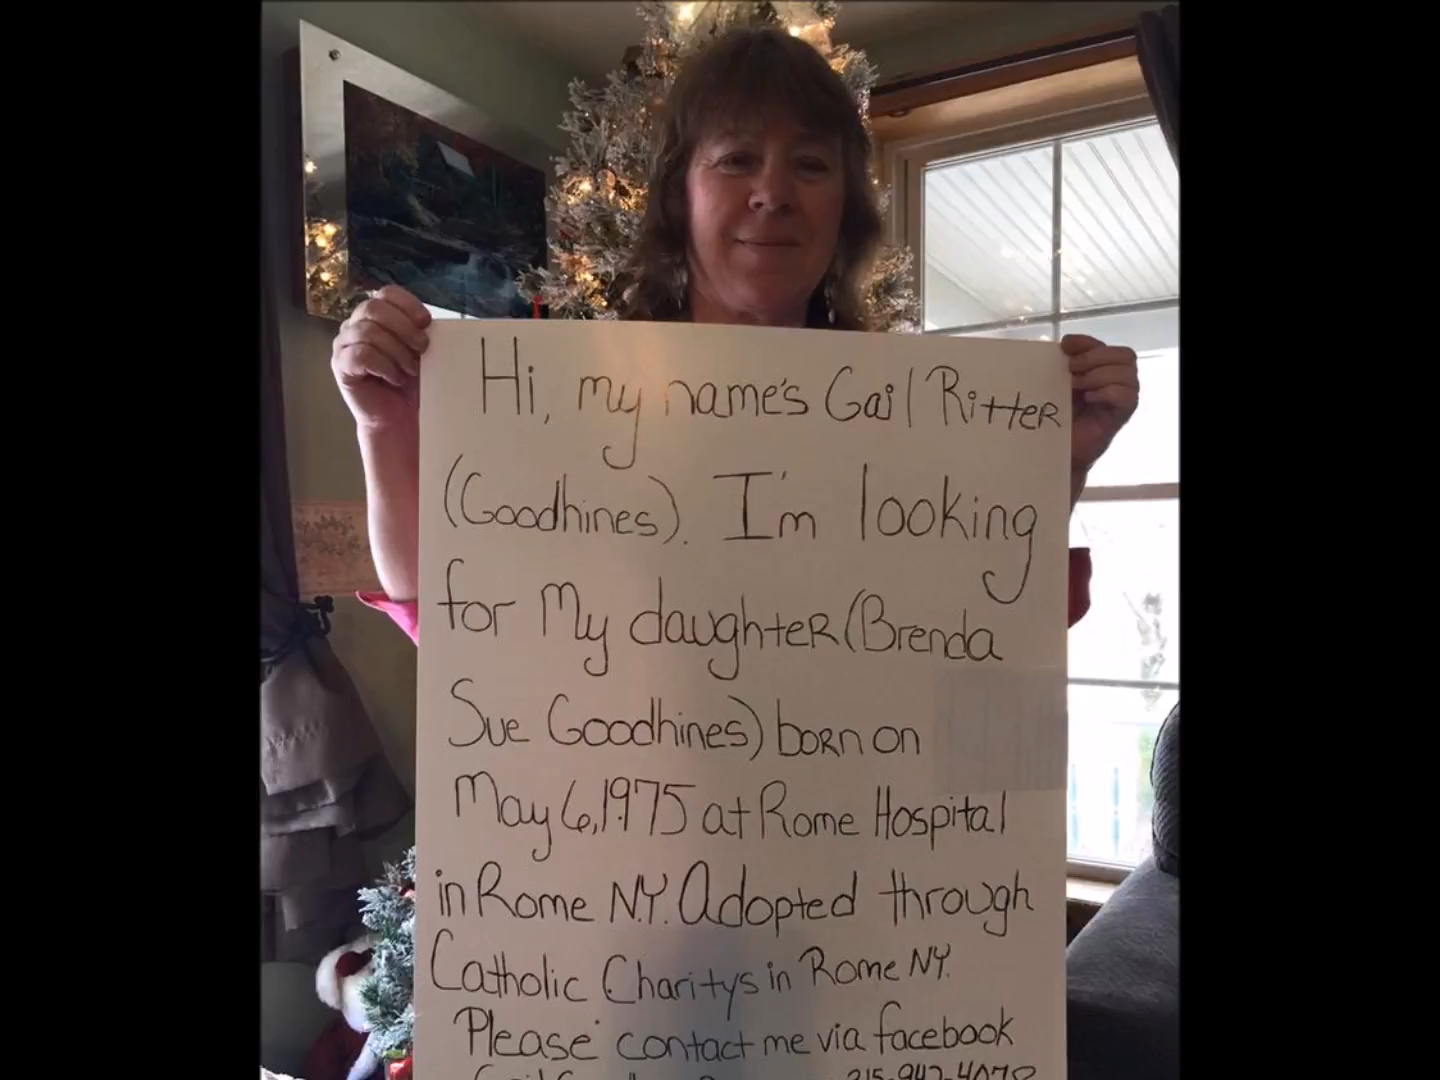 Hi, my name's Gail Ritter
(Goodhines). I'm looking
for My daughter (Brenda
Sue Goodhines) born on
May 6, 1975 at Rome Hospital
in Rome N.Y. Adopted through
Catholic Charitys in Rome NY.
Please contact me via facebook